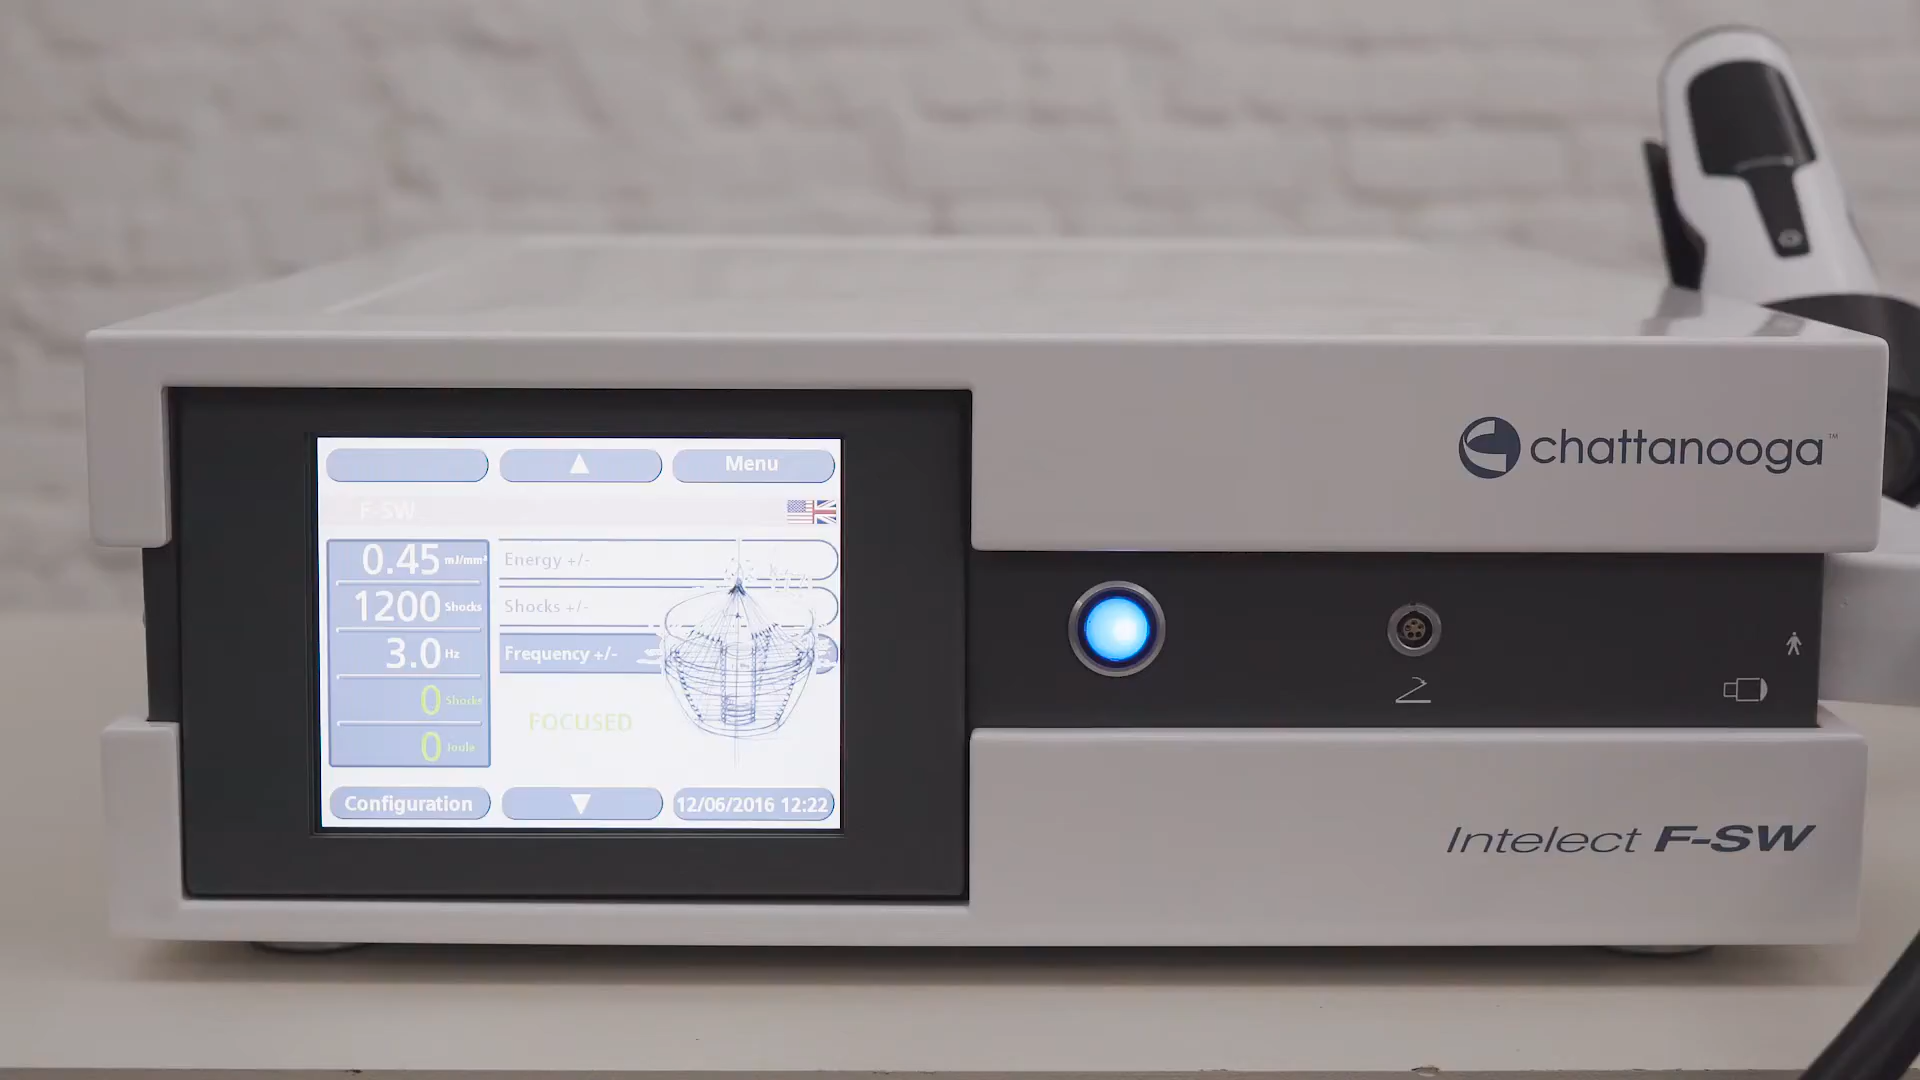 Menu
F-SW
0.45 mJ/mm²
Energy +/-
1200 Shocks
Shocks +/-
3.0 Hz
Frequency +/-
0 Shocks
FOCUSED
0 Joule
Configuration
12/06/2016 12:22
chattanooga™
Intelect F-SW